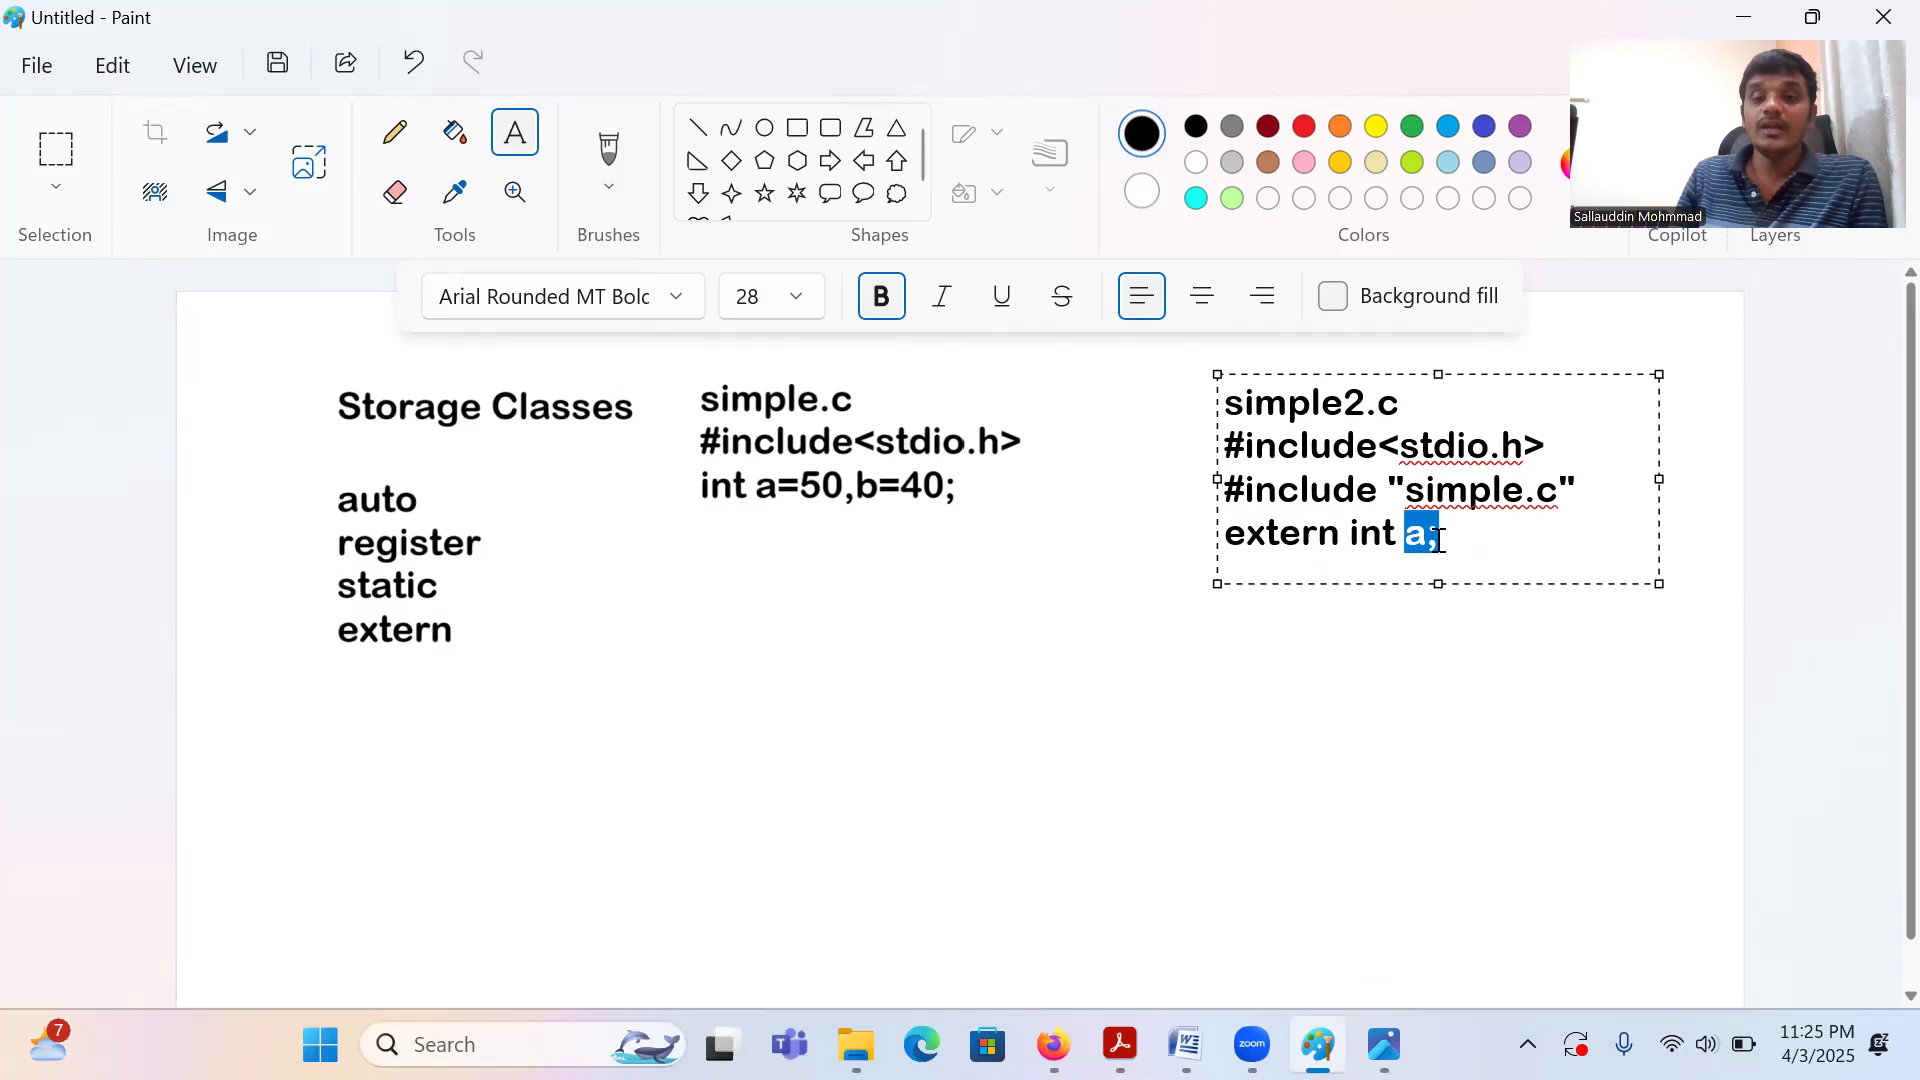 Untitled - Paint
File
Edit
View
Selection
Image
Tools
Brushes
Shapes
Colors
Copilot
Layers
Sallauddin Mohmmad
Arial Rounded MT Bolc
28
B
Background fill
Storage Classes
auto
register
static
extern
simple.c
#include<stdio.h>
int a=50,b=40;
simple2.c
#include<stdio.h>
#include "simple.c"
extern int a;
7
Search
zoom
11:25 PM
4/3/2025